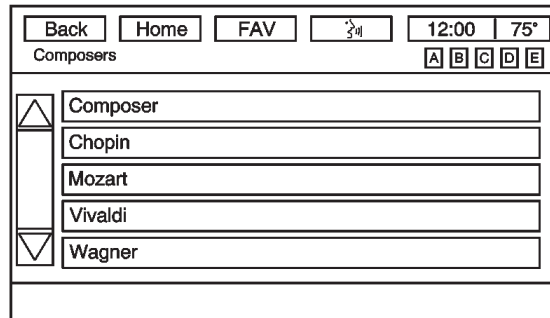 Back Home FAV 12:00 75°
Composers A B C D E
Composer
Chopin
Mozart
Vivaldi
Wagner